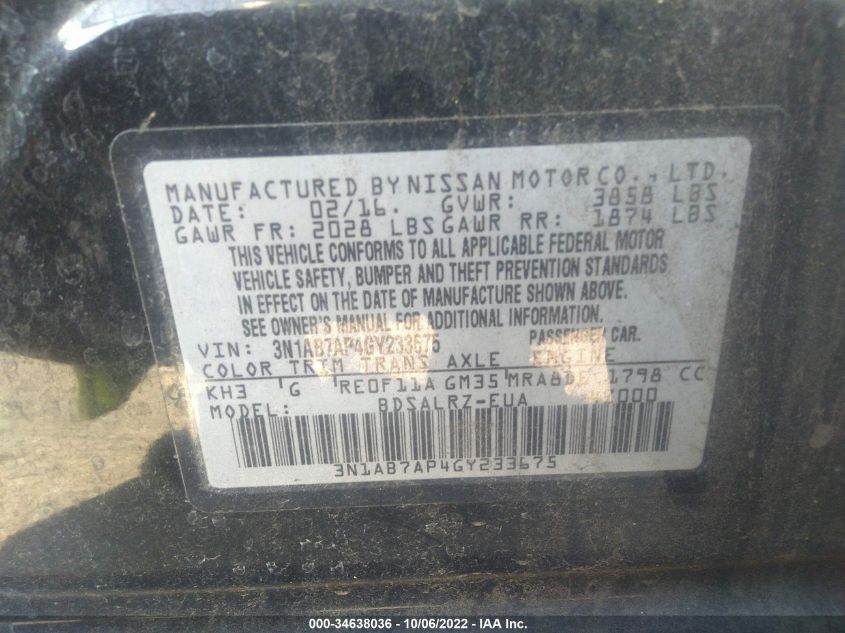 MANUFACTURED BY NISSAN MOTOR CO., LTD.
DATE: 02/16. GVWR: 3858 LBS
GAWR FR: 2028 LBS GAWR RR: 1874 LBS
THIS VEHICLE CONFORMS TO ALL APPLICABLE FEDERAL MOTOR
VEHICLE SAFETY, BUMPER AND THEFT PREVENTION STANDARDS
IN EFFECT ON THE DATE OF MANUFACTURE SHOWN ABOVE.
SEE OWNER'S MANUAL FOR ADDITIONAL INFORMATION.
VIN: 3N1AB7AP4GY233675 PASSENGER CAR.
COLOR TRIM TRANS AXLE ENGINE
KH3 G RE0F11A GM35 MRA8DE 1798 CC
MODEL: BDSALRZ-EUA 000
3N1AB7AP4GY233675
000-34638036 - 10/06/2022 - IAA Inc.